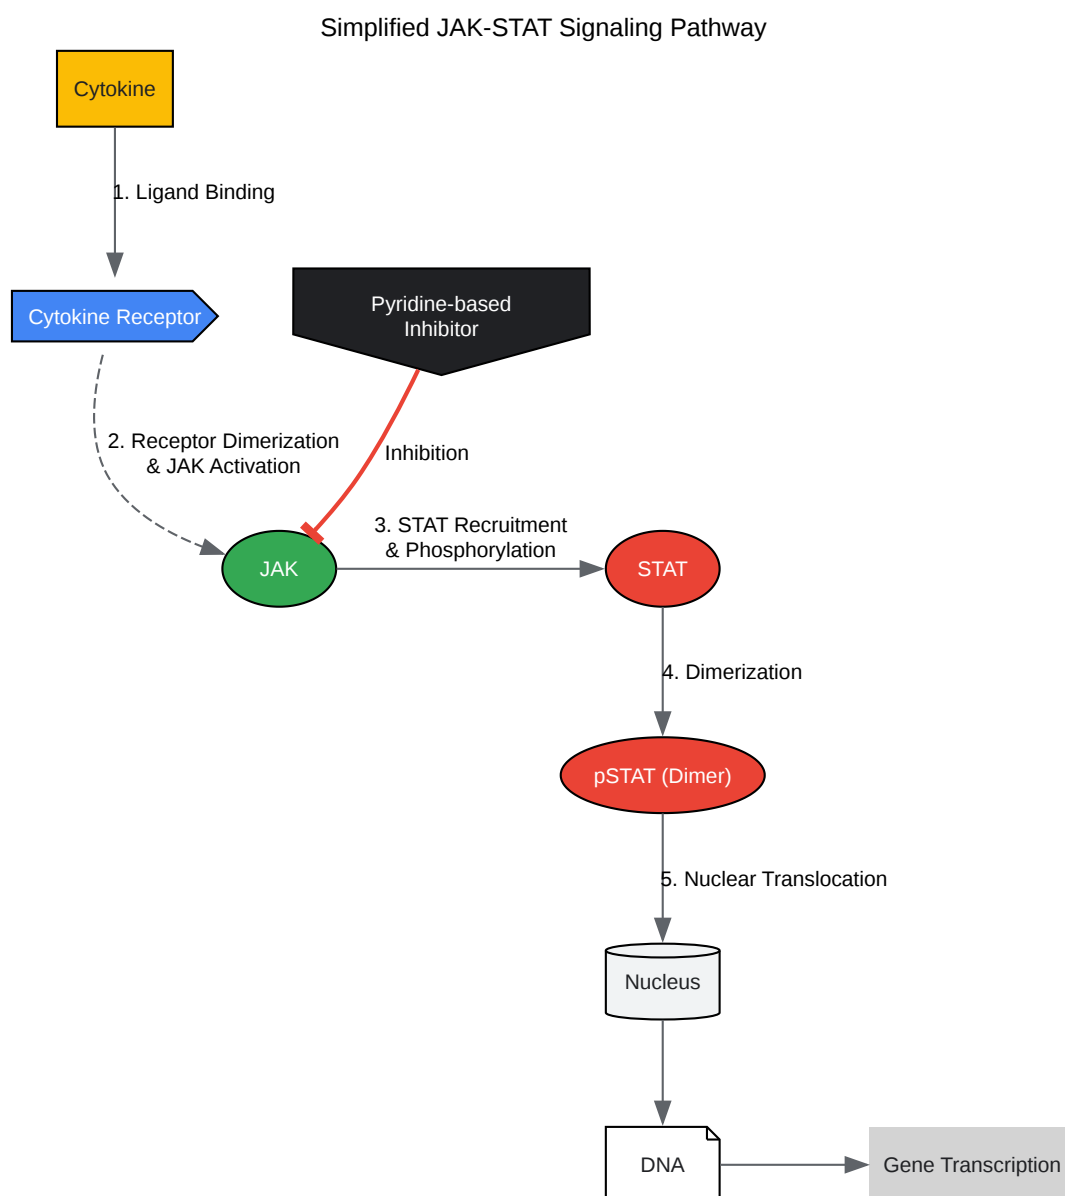 Simplified JAK-STAT Signaling Pathway
Cytokine
1. Ligand Binding
Cytokine Receptor
Pyridine-based
Inhibitor
2. Receptor Dimerization
& JAK Activation
Inhibition
3. STAT Recruitment
& Phosphorylation
JAK
STAT
4. Dimerization
pSTAT (Dimer)
5. Nuclear Translocation
Nucleus
DNA
Gene Transcription